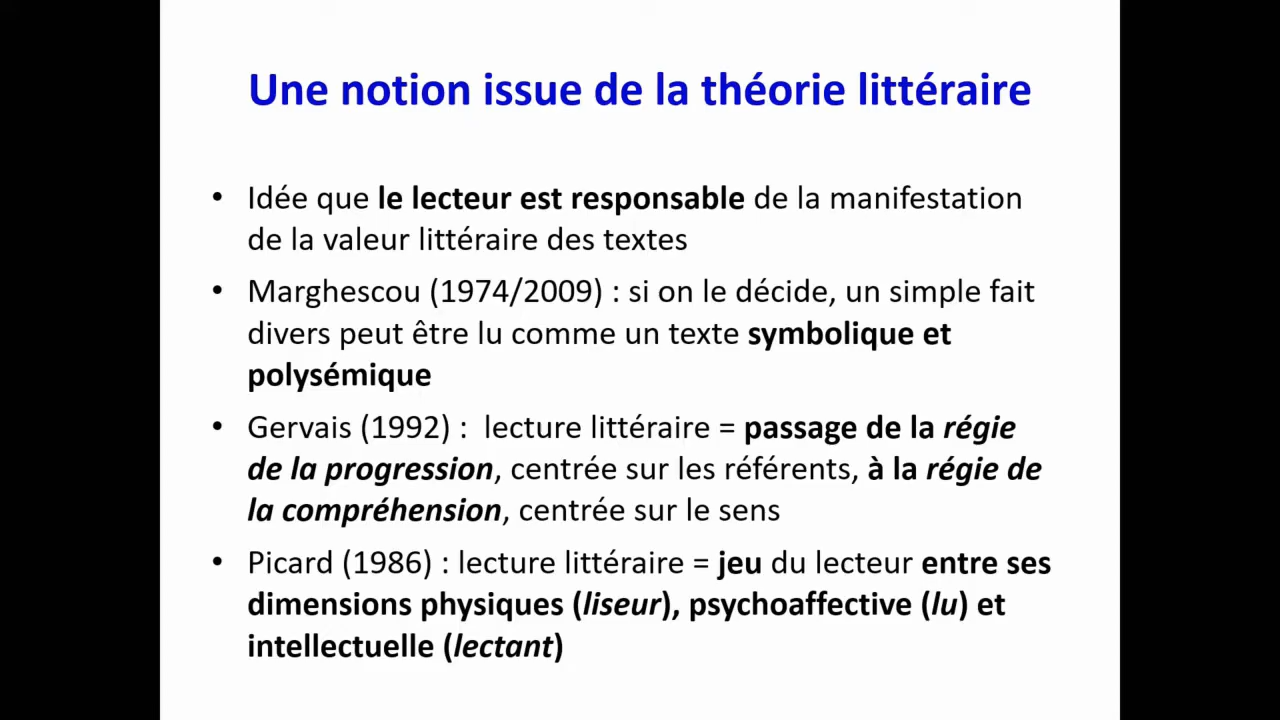 Une notion issue de la théorie littéraire
• Idée que le lecteur est responsable de la manifestation
de la valeur littéraire des textes
• Marghescou (1974/2009) : si on le décide, un simple fait
divers peut être lu comme un texte symbolique et
polysémique
• Gervais (1992) :  lecture littéraire = passage de la régie
de la progression, centrée sur les référents, à la régie de
la compréhension, centrée sur le sens
• Picard (1986) : lecture littéraire = jeu du lecteur entre ses
dimensions physiques (liseur), psychoaffective (lu) et
intellectuelle (lectant)